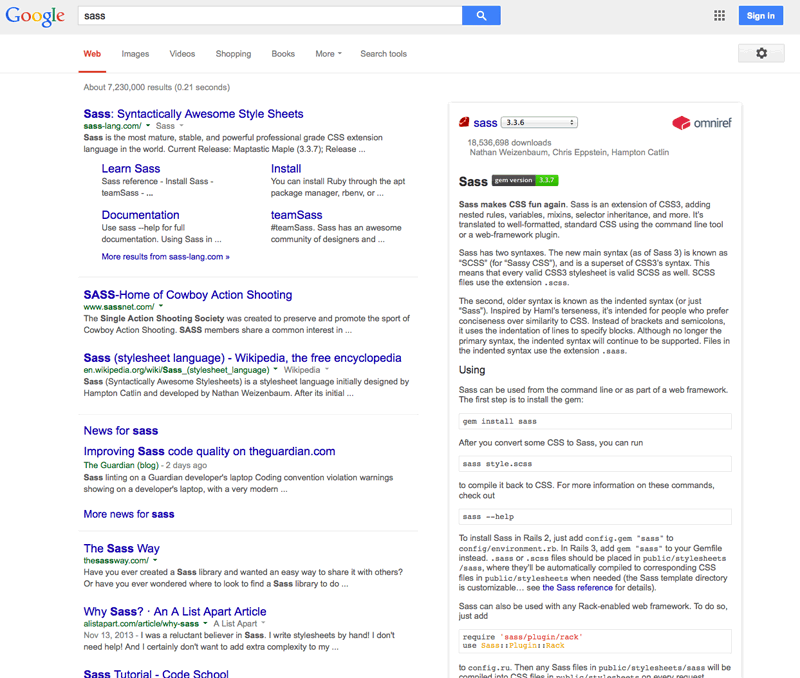 Google
sass
Sign in
Web Images Videos Shopping Books More Search tools
About 7,230,000 results (0.21 seconds)
Sass: Syntactically Awesome Style Sheets
sass-lang.com/ Sass
Sass is the most mature, stable, and powerful professional grade CSS extension
language in the world. Current Release: Maptastic Maple (3.3.7); Release ...
Learn Sass
Sass reference - Install Sass -
teamSass - ...
Install
You can install Ruby through the apt
package manager, rbenv, or ...
Documentation
Use sass --help for full
documentation. Using Sass in ...
teamSass
#teamSass. Sass has an awesome
community of designers and ...
More results from sass-lang.com »
SASS-Home of Cowboy Action Shooting
www.sassnet.com/
The Single Action Shooting Society was created to preserve and promote the sport of
Cowboy Action Shooting. SASS members share a common interest in ...
Sass (stylesheet language) - Wikipedia, the free encyclopedia
en.wikipedia.org/wiki/Sass_(stylesheet_language) Wikipedia
Sass (Syntactically Awesome Stylesheets) is a stylesheet language initially designed by
Hampton Catlin and developed by Nathan Weizenbaum. After its initial ...
News for sass
Improving Sass code quality on theguardian.com
The Guardian (blog) - 2 days ago
Sass linting on a Guardian developer's laptop Coding convention violation warnings
showing on a developer's laptop, with a very modern ...
More news for sass
The Sass Way
thesassway.com/
Have you ever created a Sass library and wanted an easy way to share it with others?
Or have you ever wondered where to look to find a Sass library to do ...
Why Sass? · An A List Apart Article
alistapart.com/article/why-sass A List Apart
Nov 13, 2013 - I was a reluctant believer in Sass. I write stylesheets by hand! I don't
need help! And I certainly don't want to add extra complexity to my ...
Sass Tutorial - Code School
sass 3.3.6 omniref
18,536,698 downloads
Nathan Weizenbaum, Chris Eppstein, Hampton Catlin
Sass gem version 3.3.7
Sass makes CSS fun again. Sass is an extension of CSS3, adding
nested rules, variables, mixins, selector inheritance, and more. It's
translated to well-formatted, standard CSS using the command line tool
or a web-framework plugin.
Sass has two syntaxes. The new main syntax (as of Sass 3) is known as
"SCSS" (for "Sassy CSS"), and is a superset of CSS3's syntax. This
means that every valid CSS3 stylesheet is valid SCSS as well. SCSS
files use the extension .scss.
The second, older syntax is known as the indented syntax (or just
"Sass"). Inspired by Haml's terseness, it's intended for people who prefer
conciseness over similarity to CSS. Instead of brackets and semicolons,
it uses the indentation of lines to specify blocks. Although no longer the
primary syntax, the indented syntax will continue to be supported. Files in
the indented syntax use the extension .sass.
Using
Sass can be used from the command line or as part of a web framework.
The first step is to install the gem:
gem install sass
After you convert some CSS to Sass, you can run
sass style.scss
to compile it back to CSS. For more information on these commands,
check out
sass --help
To install Sass in Rails 2, just add config.gem "sass" to
config/environment.rb. In Rails 3, add gem "sass" to your Gemfile
instead. .sass or .scss files should be placed in public/stylesheets
/sass, where they'll be automatically compiled to corresponding CSS
files in public/stylesheets when needed (the Sass template directory
is customizable... see the Sass reference for details).
Sass can also be used with any Rack-enabled web framework. To do so,
just add
require 'sass/plugin/rack'
use Sass::Plugin::Rack
to config.ru. Then any Sass files in public/stylesheets/sass will be
compiled into CSS files in public/stylesheets on every request.